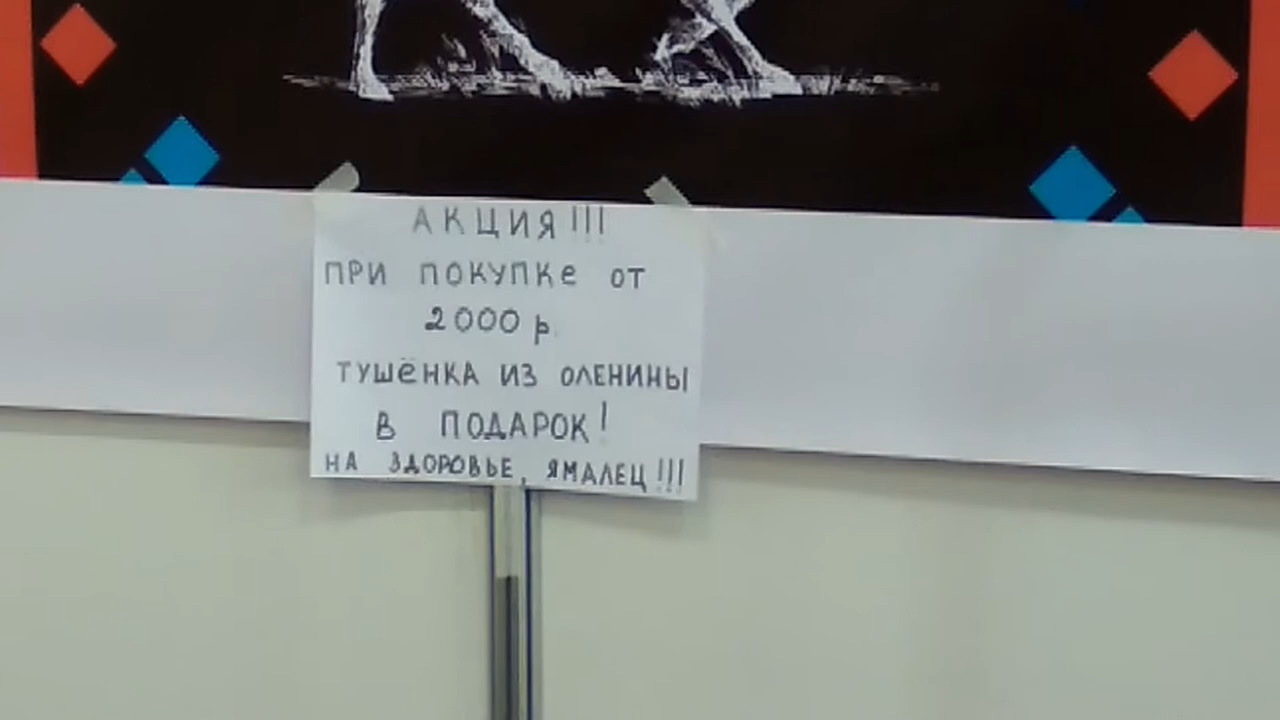 АКЦИЯ!!!
ПРИ ПОКУПКе ОТ
2000 р.
ТУШёНКА ИЗ ОЛЕНИНЫ
В ПОДАРОК!
НА ЗДОРОВЬЕ, ЯМАЛЕЦ!!!